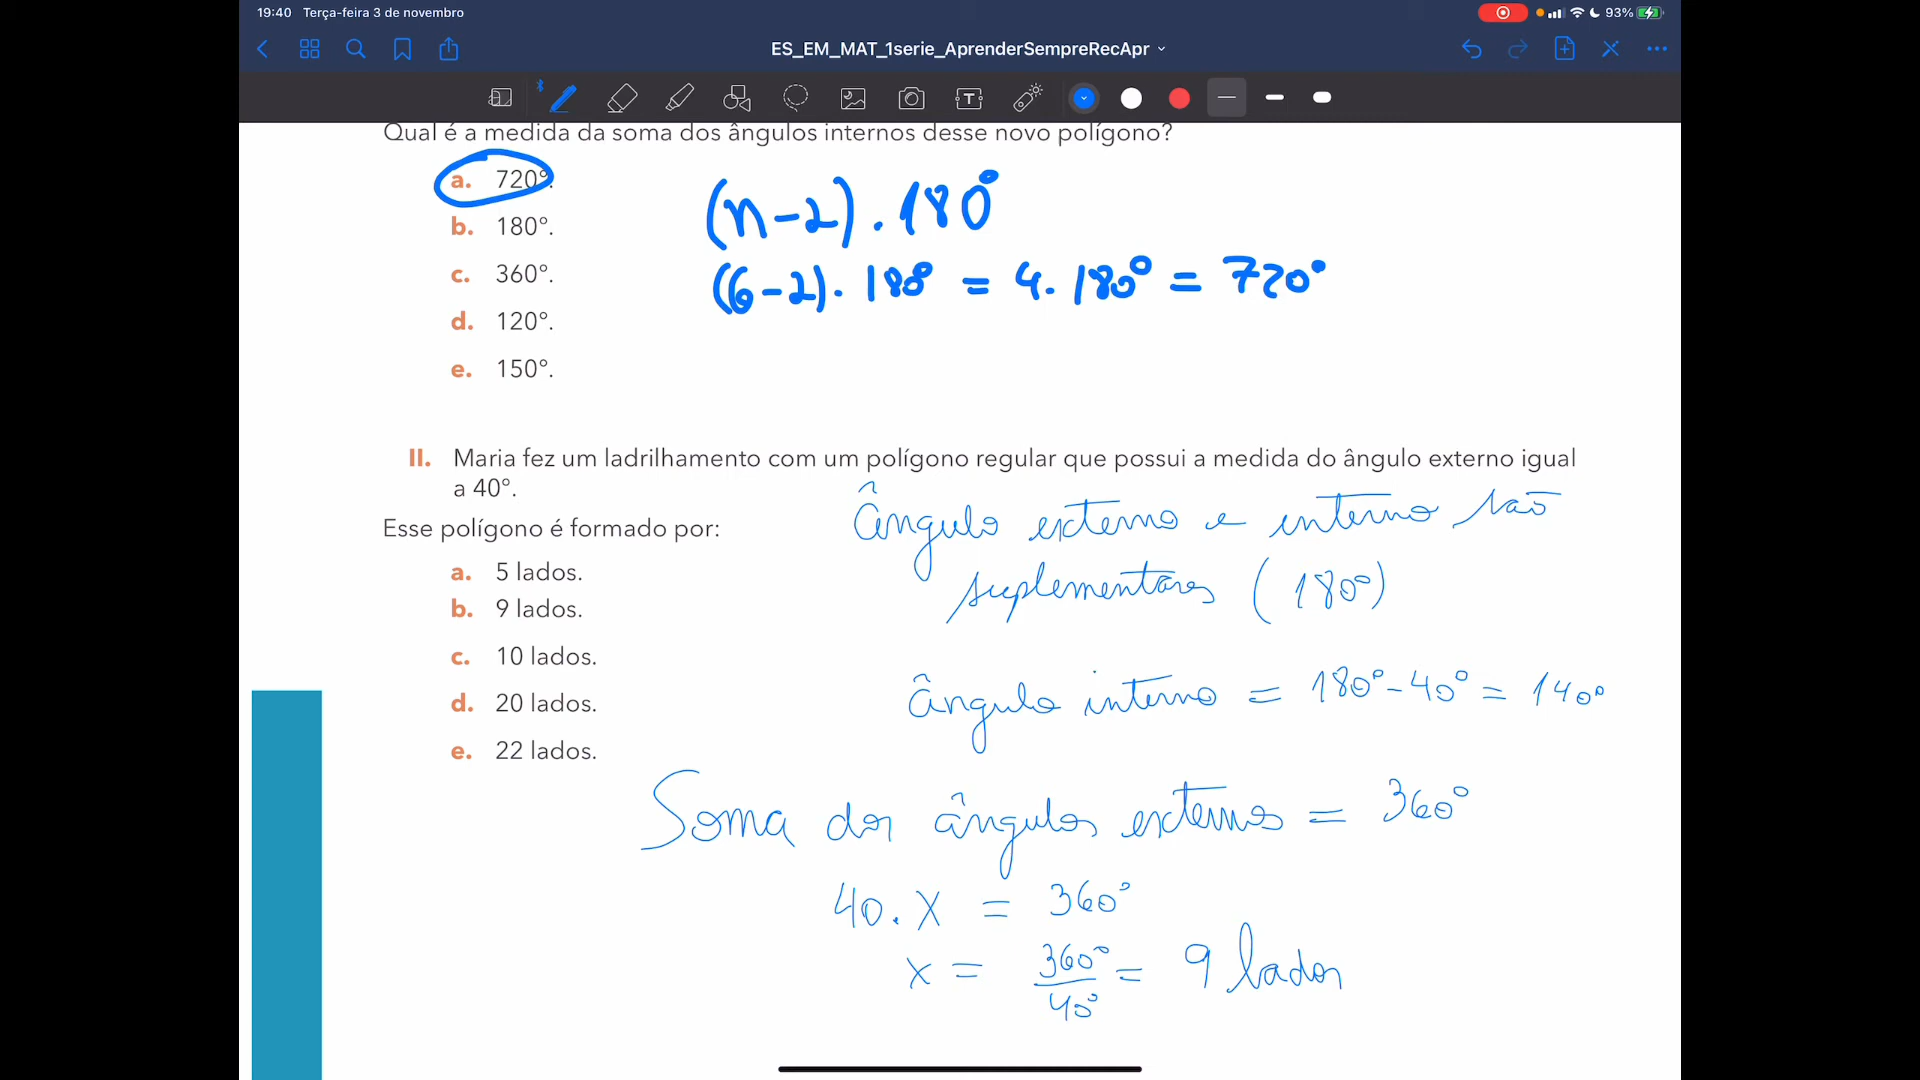 19:40 Terça-feira 3 de novembro
93%
ES_EM_MAT_1serie_AprenderSempreRecApr
Qual é a medida da soma dos ângulos internos desse novo polígono?
a. 720°.
b. 180°.
c. 360°.
d. 120°.
e. 150°.
(n-2).180°
(6-2).180° = 4.180° = 720°
II. Maria fez um ladrilhamento com um polígono regular que possui a medida do ângulo externo igual
a 40°.
Esse polígono é formado por:
a. 5 lados.
b. 9 lados.
c. 10 lados.
d. 20 lados.
e. 22 lados.
Ângulo externo e interno são
suplementares (180°)
ângulo interno = 180°-40° = 140°
Soma dos ângulos externos = 360°
40.x = 360°
x = 360°/40° = 9 lados